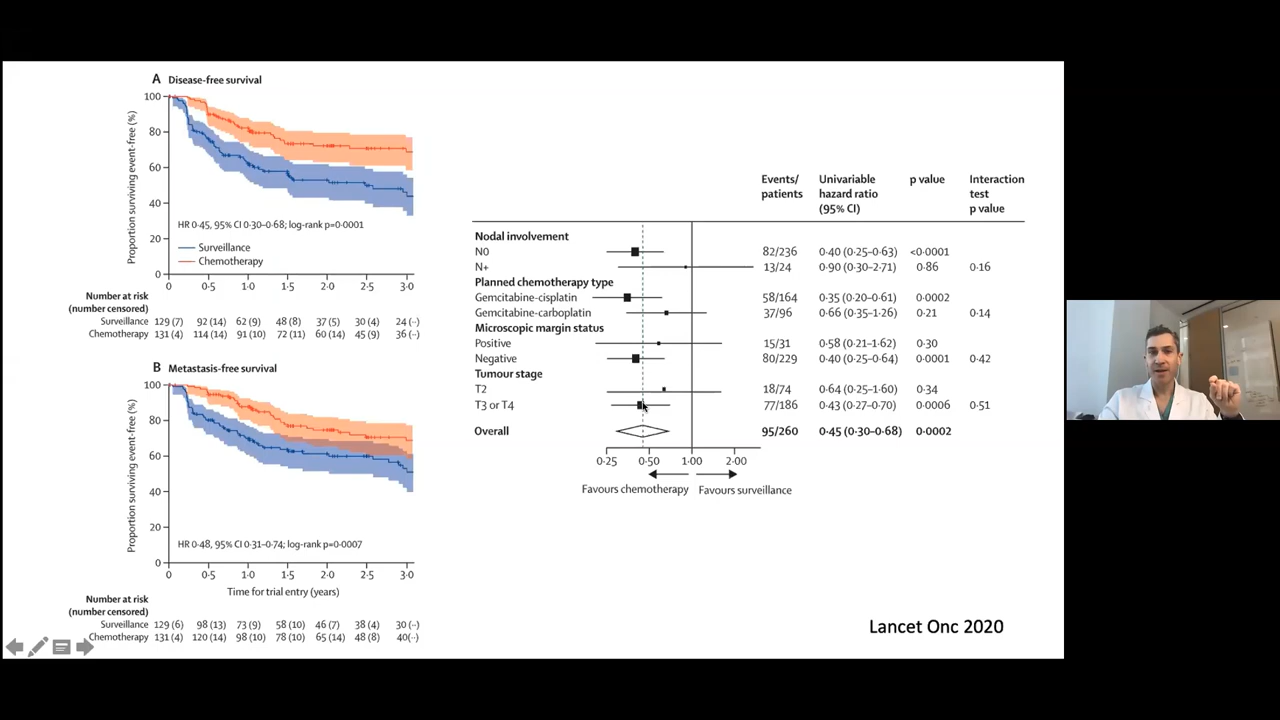 A Disease-free survival
Proportion surviving event-free (%)
100
80
60
40
20
0
HR 0·45, 95% CI 0·30–0·68; log-rank p=0·0001
Surveillance
Chemotherapy
0 0·5 1·0 1·5 2·0 2·5 3·0
Number at risk
(number censored)
Surveillance 129 (7) 92 (14) 62 (9) 48 (8) 37 (5) 30 (4) 24 (··)
Chemotherapy 131 (4) 114 (14) 91 (10) 72 (11) 60 (14) 45 (9) 36 (··)
B Metastasis-free survival
Proportion surviving event-free (%)
100
80
60
40
20
0
HR 0·48, 95% CI 0·31–0·74; log-rank p=0·0007
0 0·5 1·0 1·5 2·0 2·5 3·0
Time for trial entry (years)
Number at risk
(number censored)
Surveillance 129 (6) 98 (13) 73 (9) 58 (10) 46 (7) 38 (4) 30 (··)
Chemotherapy 131 (4) 120 (14) 98 (10) 78 (10) 65 (14) 48 (8) 40(··)
Events/ Univariable p value Interaction
patients hazard ratio test
(95% CI) p value
Nodal involvement
N0 82/236 0·40 (0·25–0·63) <0·0001
N+ 13/24 0·90 (0·30–2·71) 0·86 0·16
Planned chemotherapy type
Gemcitabine-cisplatin 58/164 0·35 (0·20–0·61) 0·0002
Gemcitabine-carboplatin 37/96 0·66 (0·35–1·26) 0·21 0·14
Microscopic margin status
Positive 15/31 0·58 (0·21–1·62) 0·30
Negative 80/229 0·40 (0·25–0·64) 0·0001 0·42
Tumour stage
T2 18/74 0·64 (0·25–1·60) 0·34
T3 or T4 77/186 0·43 (0·27–0·70) 0·0006 0·51
Overall 95/260 0·45 (0·30–0·68) 0·0002
0·25 0·50 1·00 2·00
Favours chemotherapy Favours surveillance
Lancet Onc 2020